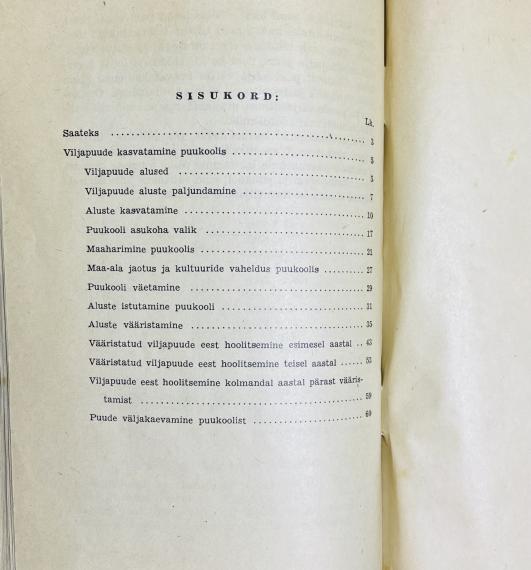 SISUKORD:
Lk.
Saateks 3
Viljapuude kasvatamine puukoolis 5
Viljapuude alused 5
Viljapuude aluste paljundamine 7
Aluste kasvatamine 10
Puukooli asukoha valik 17
Maaharimine puukoolis 21
Maa-ala jaotus ja kultuuride vaheldus puukoolis 27
Puukooli väetamine 29
Aluste istutamine puukooli 31
Aluste vääristamine 35
Vääristatud viljapuude eest hoolitsemine esimesel aastal 43
Vääristatud viljapuude eest hoolitsemine teisel aastal 53
Viljapuude eest hoolitsemine kolmandal aastal pärast vääris-
tamist 59
Puude väljakaevamine puukoolist 60